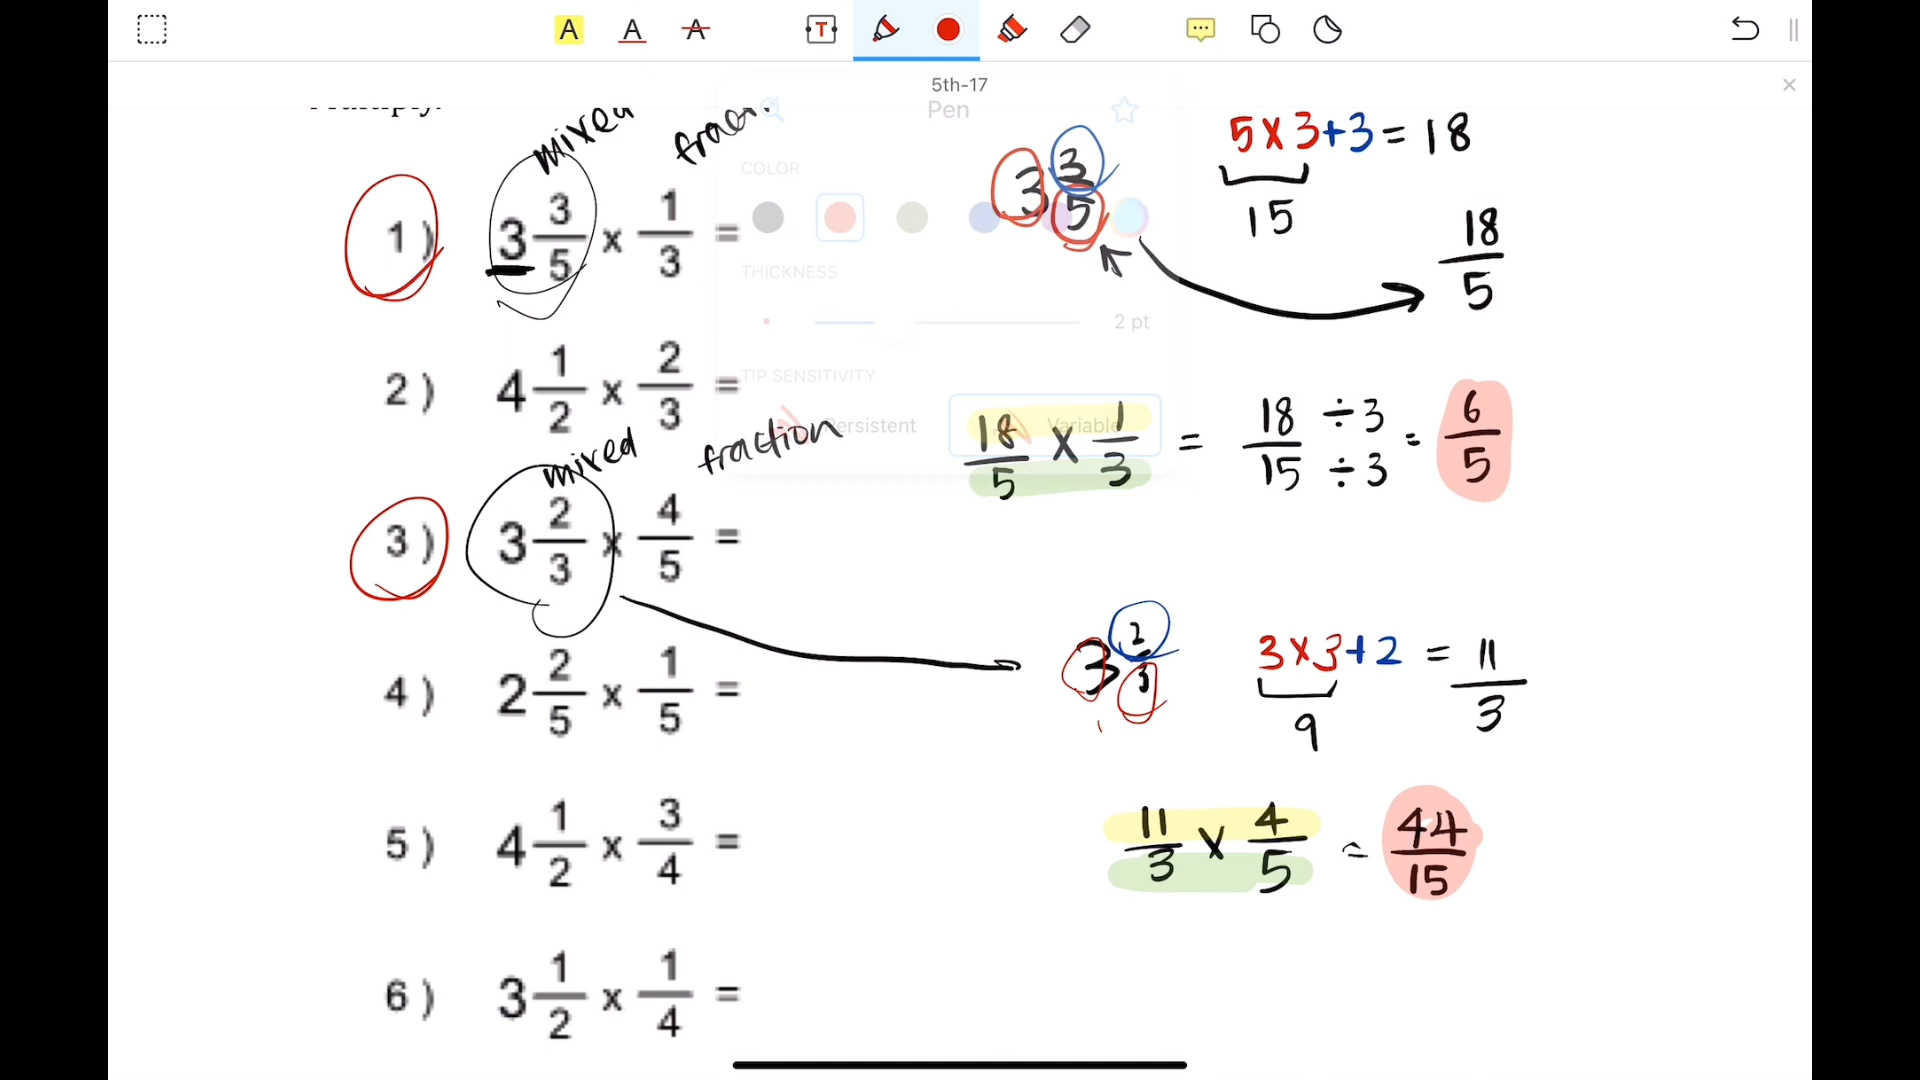 A A A T
5th-17
Pen
COLOR
THICKNESS
2 pt
TIP SENSITIVITY
Persistent Variable
mixed
1) 3 3/5 x 1/3 =
2) 4 1/2 x 2/3 =
mixed fraction
3) 3 2/3 x 4/5 =
4) 2 2/5 x 1/5 =
5) 4 1/2 x 3/4 =
6) 3 1/2 x 1/4 =
3 3/5
5 x 3 + 3 = 18
15
18/5
18/5 x 1/3 = 18/15 ÷3 ÷3 = 6/5
3 2/3
3 x 3 + 2 = 11/3
9
11/3 x 4/5 = 44/15